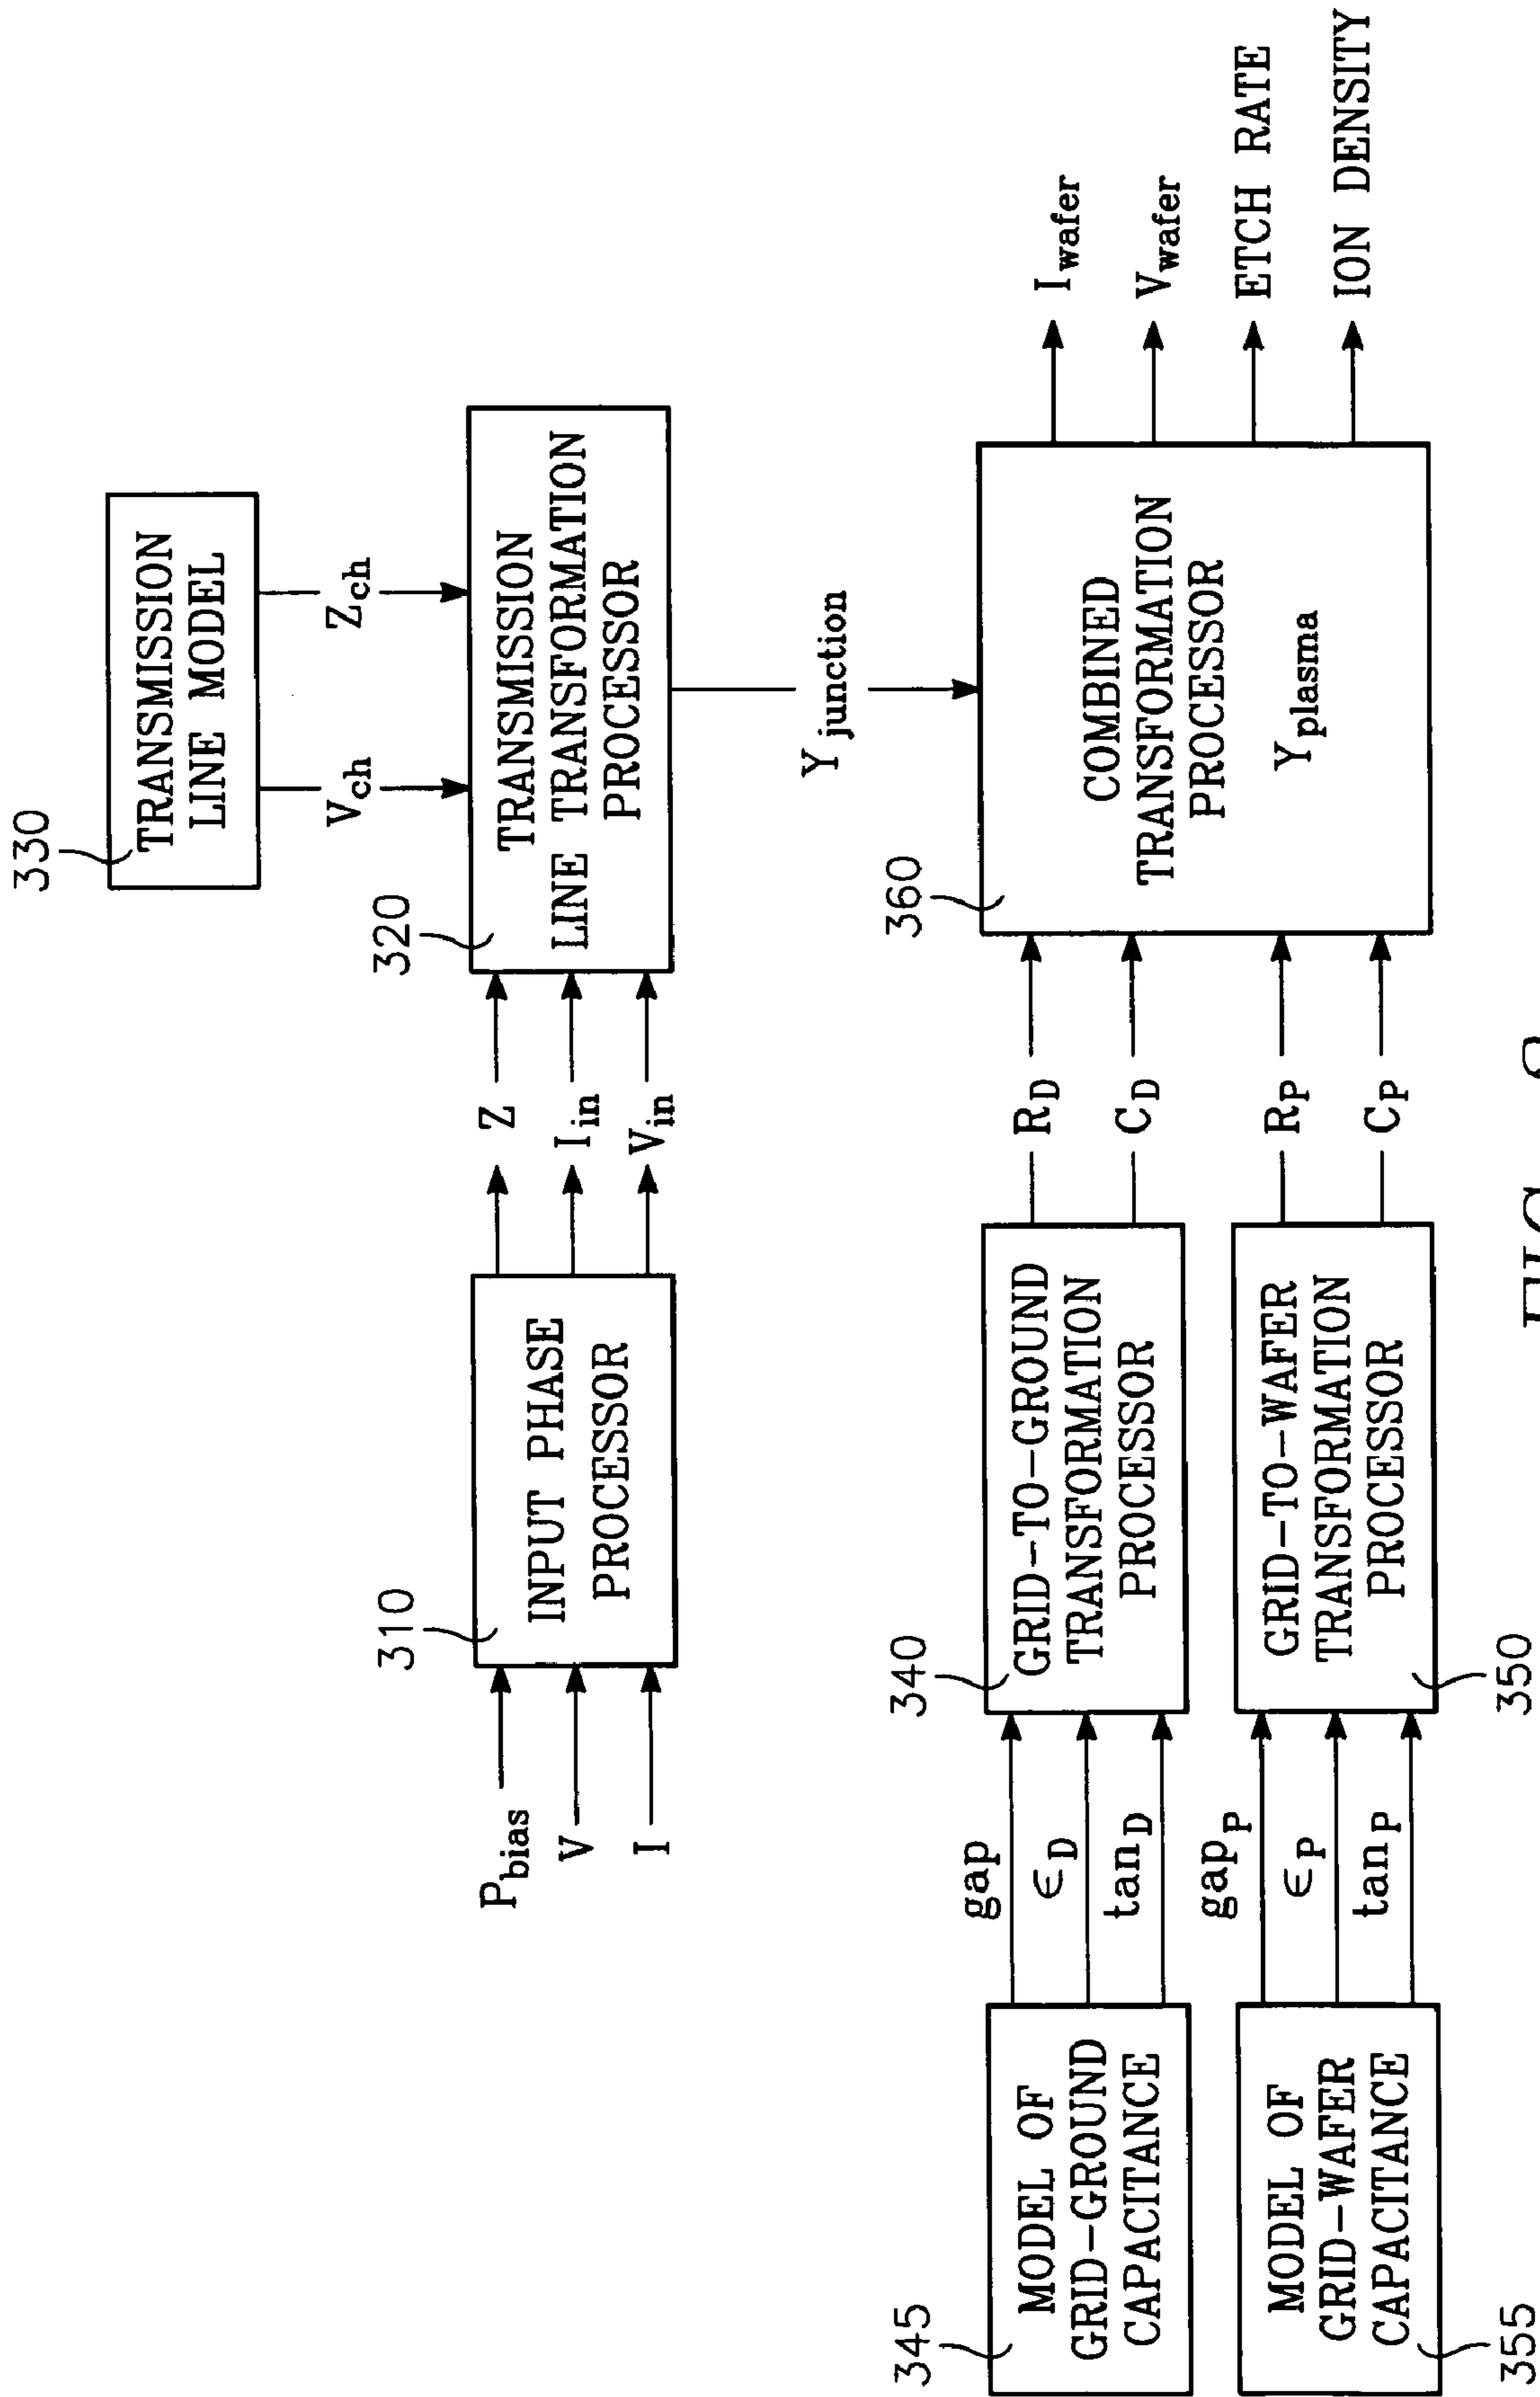 330
TRANSMISSION
LINE MODEL
V_ch
Z_ch
310
INPUT PHASE
PROCESSOR
P_bias
V
I
Z
I_in
V_in
320
TRANSMISSION
LINE TRANSFORMATION
PROCESSOR
Y_junction
345
MODEL OF
GRID-GROUND
CAPACITANCE
gap
ϵ_D
tan_D
340
GRID-TO-GROUND
TRANSFORMATION
PROCESSOR
R_D
C_D
355
MODEL OF
GRID-WAFER
CAPACITANCE
gap_P
ϵ_P
tan_P
350
GRID-TO-WAFER
TRANSFORMATION
PROCESSOR
R_P
C_P
360
COMBINED
TRANSFORMATION
PROCESSOR
Y_plasma
I_wafer
V_wafer
ETCH RATE
ION DENSITY
FIG